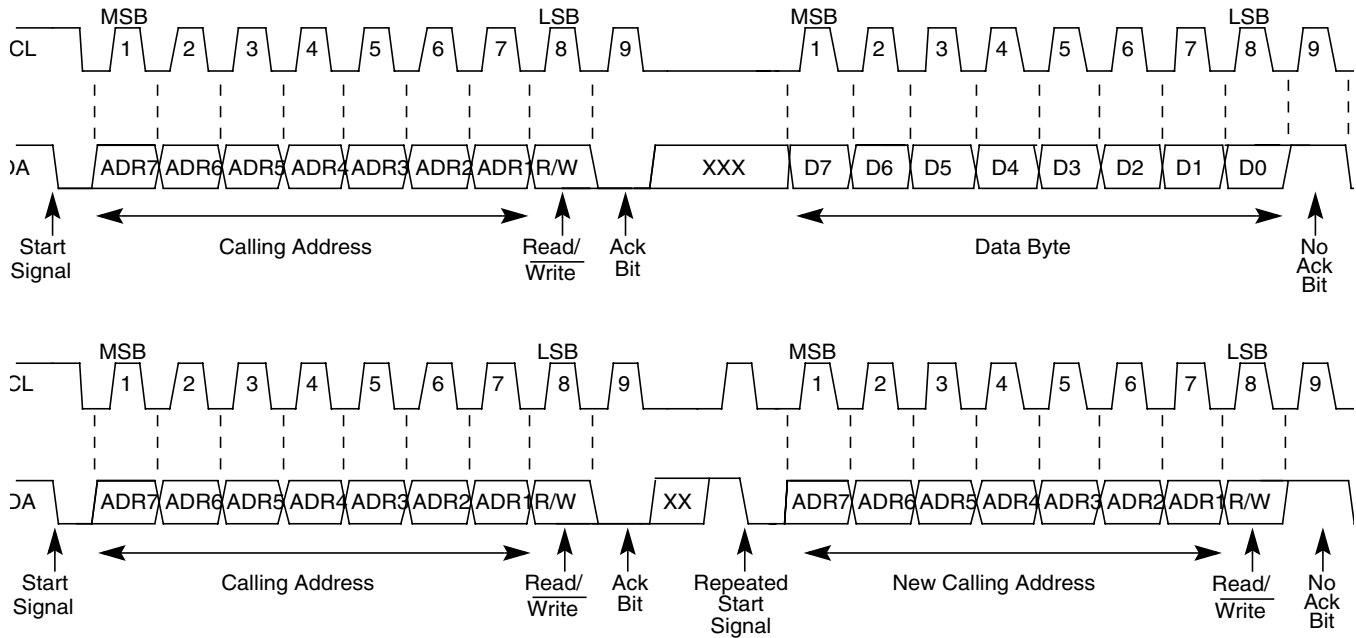 MSB LSB MSB LSB
CL 1 2 3 4 5 6 7 8 9 1 2 3 4 5 6 7 8 9
DA ADR7 ADR6 ADR5 ADR4 ADR3 ADR2 ADR1 R/W XXX D7 D6 D5 D4 D3 D2 D1 D0
Start Signal
Calling Address
Read/
Write
Ack
Bit
Data Byte
No
Ack
Bit
MSB LSB MSB LSB
CL 1 2 3 4 5 6 7 8 9 1 2 3 4 5 6 7 8 9
DA ADR7 ADR6 ADR5 ADR4 ADR3 ADR2 ADR1 R/W XX ADR7 ADR6 ADR5 ADR4 ADR3 ADR2 ADR1 R/W
Start
Signal
Calling Address
Read/
Write
Ack
Bit
Repeated
Start
Signal
New Calling Address
Read/
Write
No
Ack
Bit